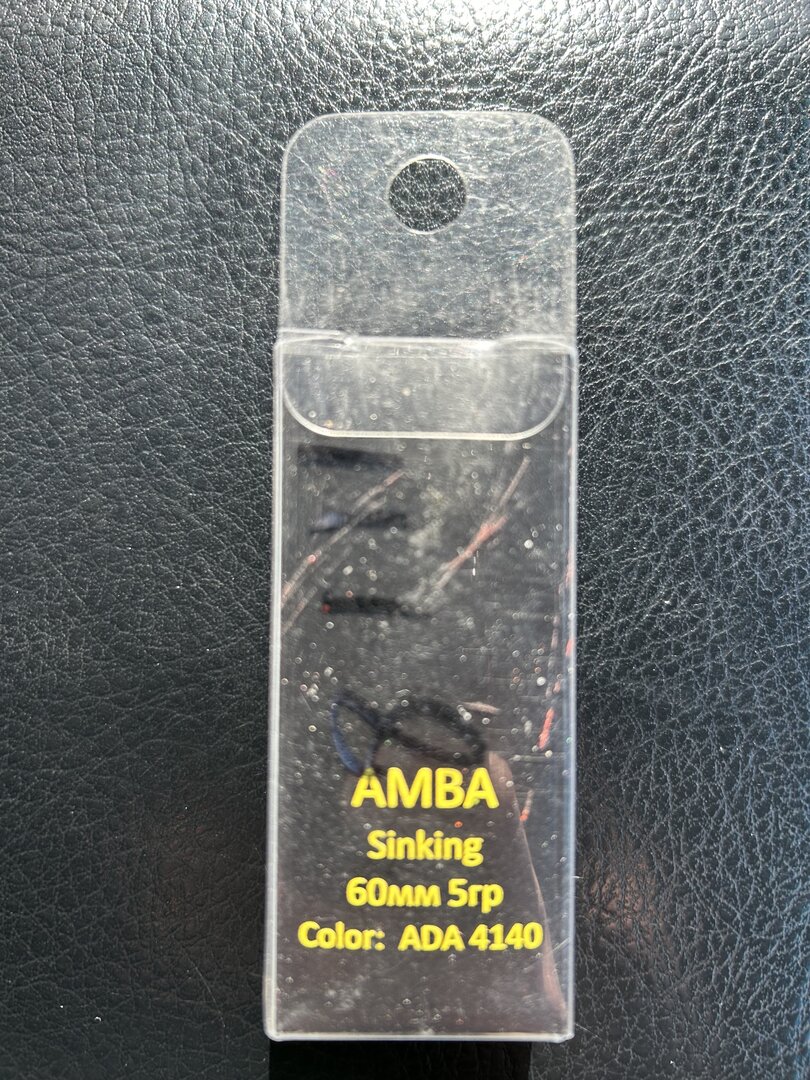 AMBA
Sinking
60мм 5гр
Color: ADA 4140